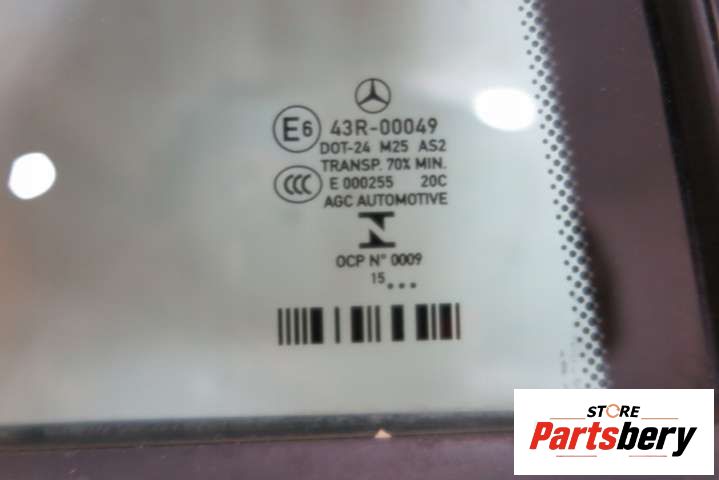 E6 43R-00049
DOT-24 M25 AS2
TRANSP. 70% MIN.
CCC E 000255 20C
AGC AUTOMOTIVE
N
OCP N° 0009
15...
STORE
Partsbery